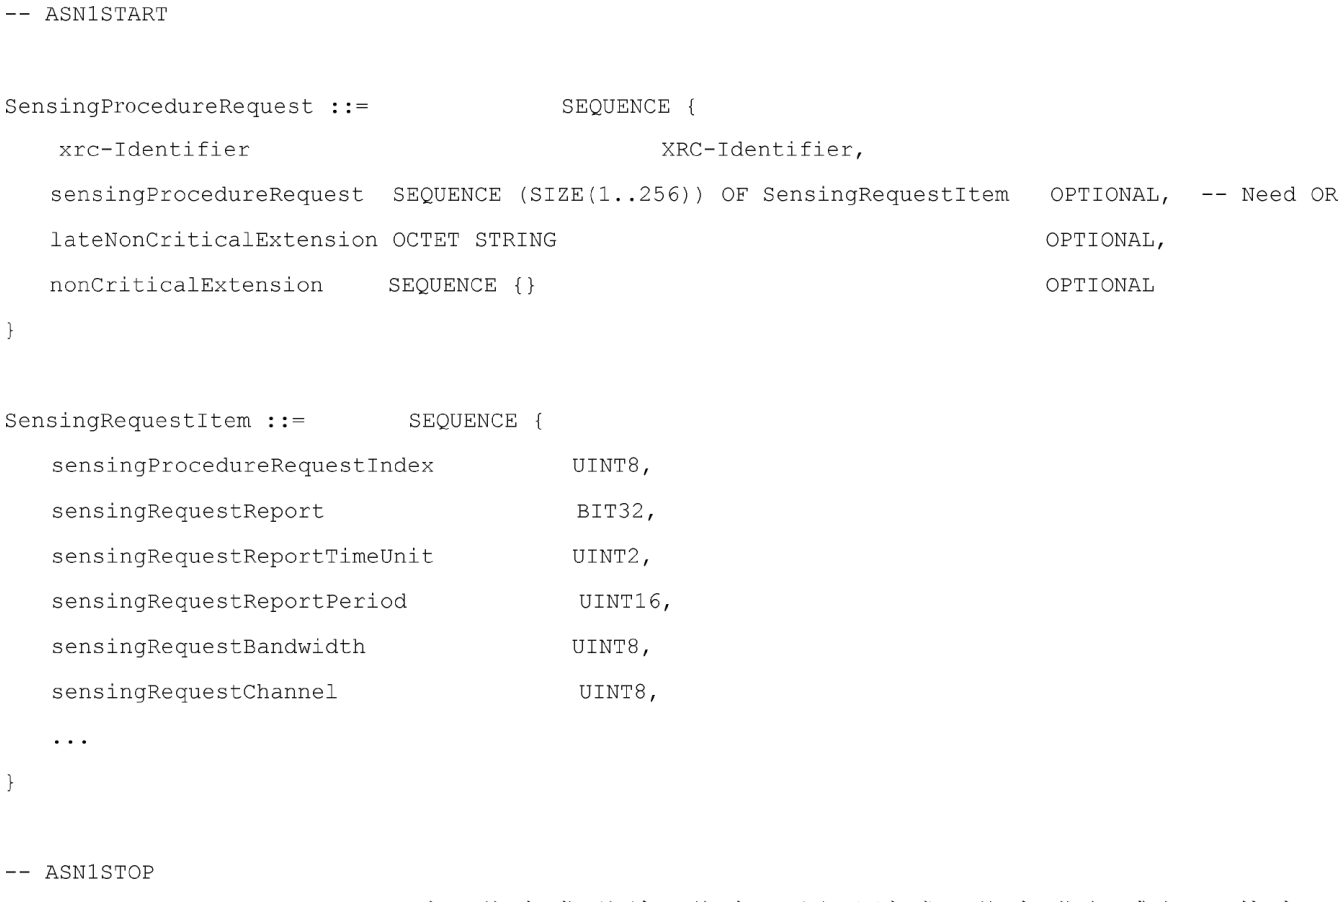 -- ASN1START
SensingProcedureRequest ::= SEQUENCE {
xrc-Identifier XRC-Identifier,
sensingProcedureRequest SEQUENCE (SIZE(1..256)) OF SensingRequestItem OPTIONAL, -- Need OR
lateNonCriticalExtension OCTET STRING OPTIONAL,
nonCriticalExtension SEQUENCE {} OPTIONAL
}
SensingRequestItem ::= SEQUENCE {
sensingProcedureRequestIndex UINT8,
sensingRequestReport BIT32,
sensingRequestReportTimeUnit UINT2,
sensingRequestReportPeriod UINT16,
sensingRequestBandwidth UINT8,
sensingRequestChannel UINT8,
...
}
-- ASN1STOP